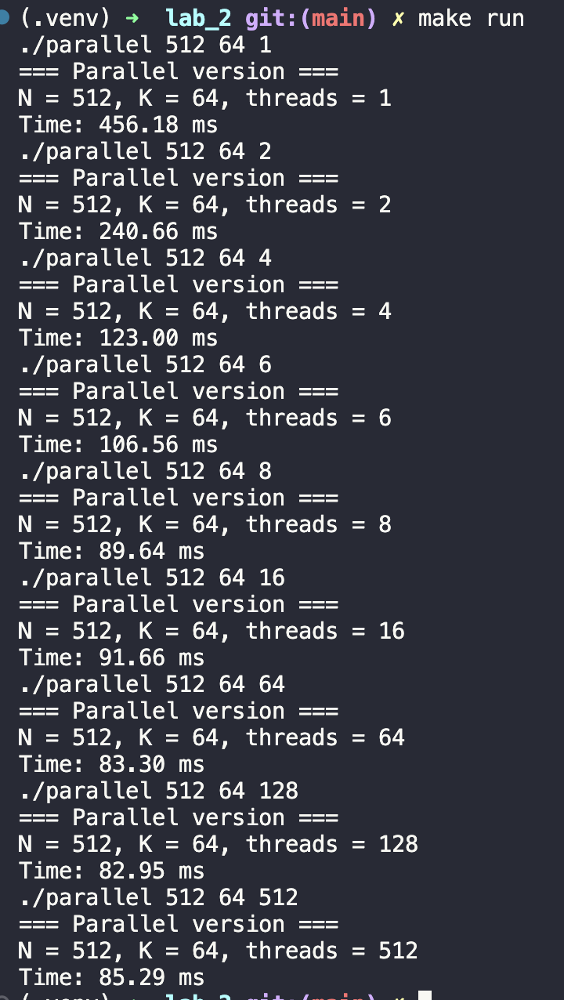 (.venv) ➜ lab_2 git:(main) ✗ make run
./parallel 512 64 1
=== Parallel version ===
N = 512, K = 64, threads = 1
Time: 456.18 ms
./parallel 512 64 2
=== Parallel version ===
N = 512, K = 64, threads = 2
Time: 240.66 ms
./parallel 512 64 4
=== Parallel version ===
N = 512, K = 64, threads = 4
Time: 123.00 ms
./parallel 512 64 6
=== Parallel version ===
N = 512, K = 64, threads = 6
Time: 106.56 ms
./parallel 512 64 8
=== Parallel version ===
N = 512, K = 64, threads = 8
Time: 89.64 ms
./parallel 512 64 16
=== Parallel version ===
N = 512, K = 64, threads = 16
Time: 91.66 ms
./parallel 512 64 64
=== Parallel version ===
N = 512, K = 64, threads = 64
Time: 83.30 ms
./parallel 512 64 128
=== Parallel version ===
N = 512, K = 64, threads = 128
Time: 82.95 ms
./parallel 512 64 512
=== Parallel version ===
N = 512, K = 64, threads = 512
Time: 85.29 ms